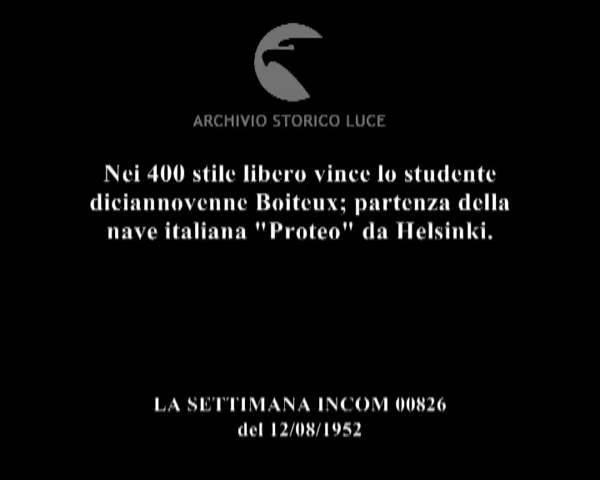 ARCHIVIO STORICO LUCE
Nei 400 stile libero vince lo studente
diciannovenne Boiteux; partenza della
nave italiana "Proteo" da Helsinki.
LA SETTIMANA INCOM 00826
del 12/08/1952